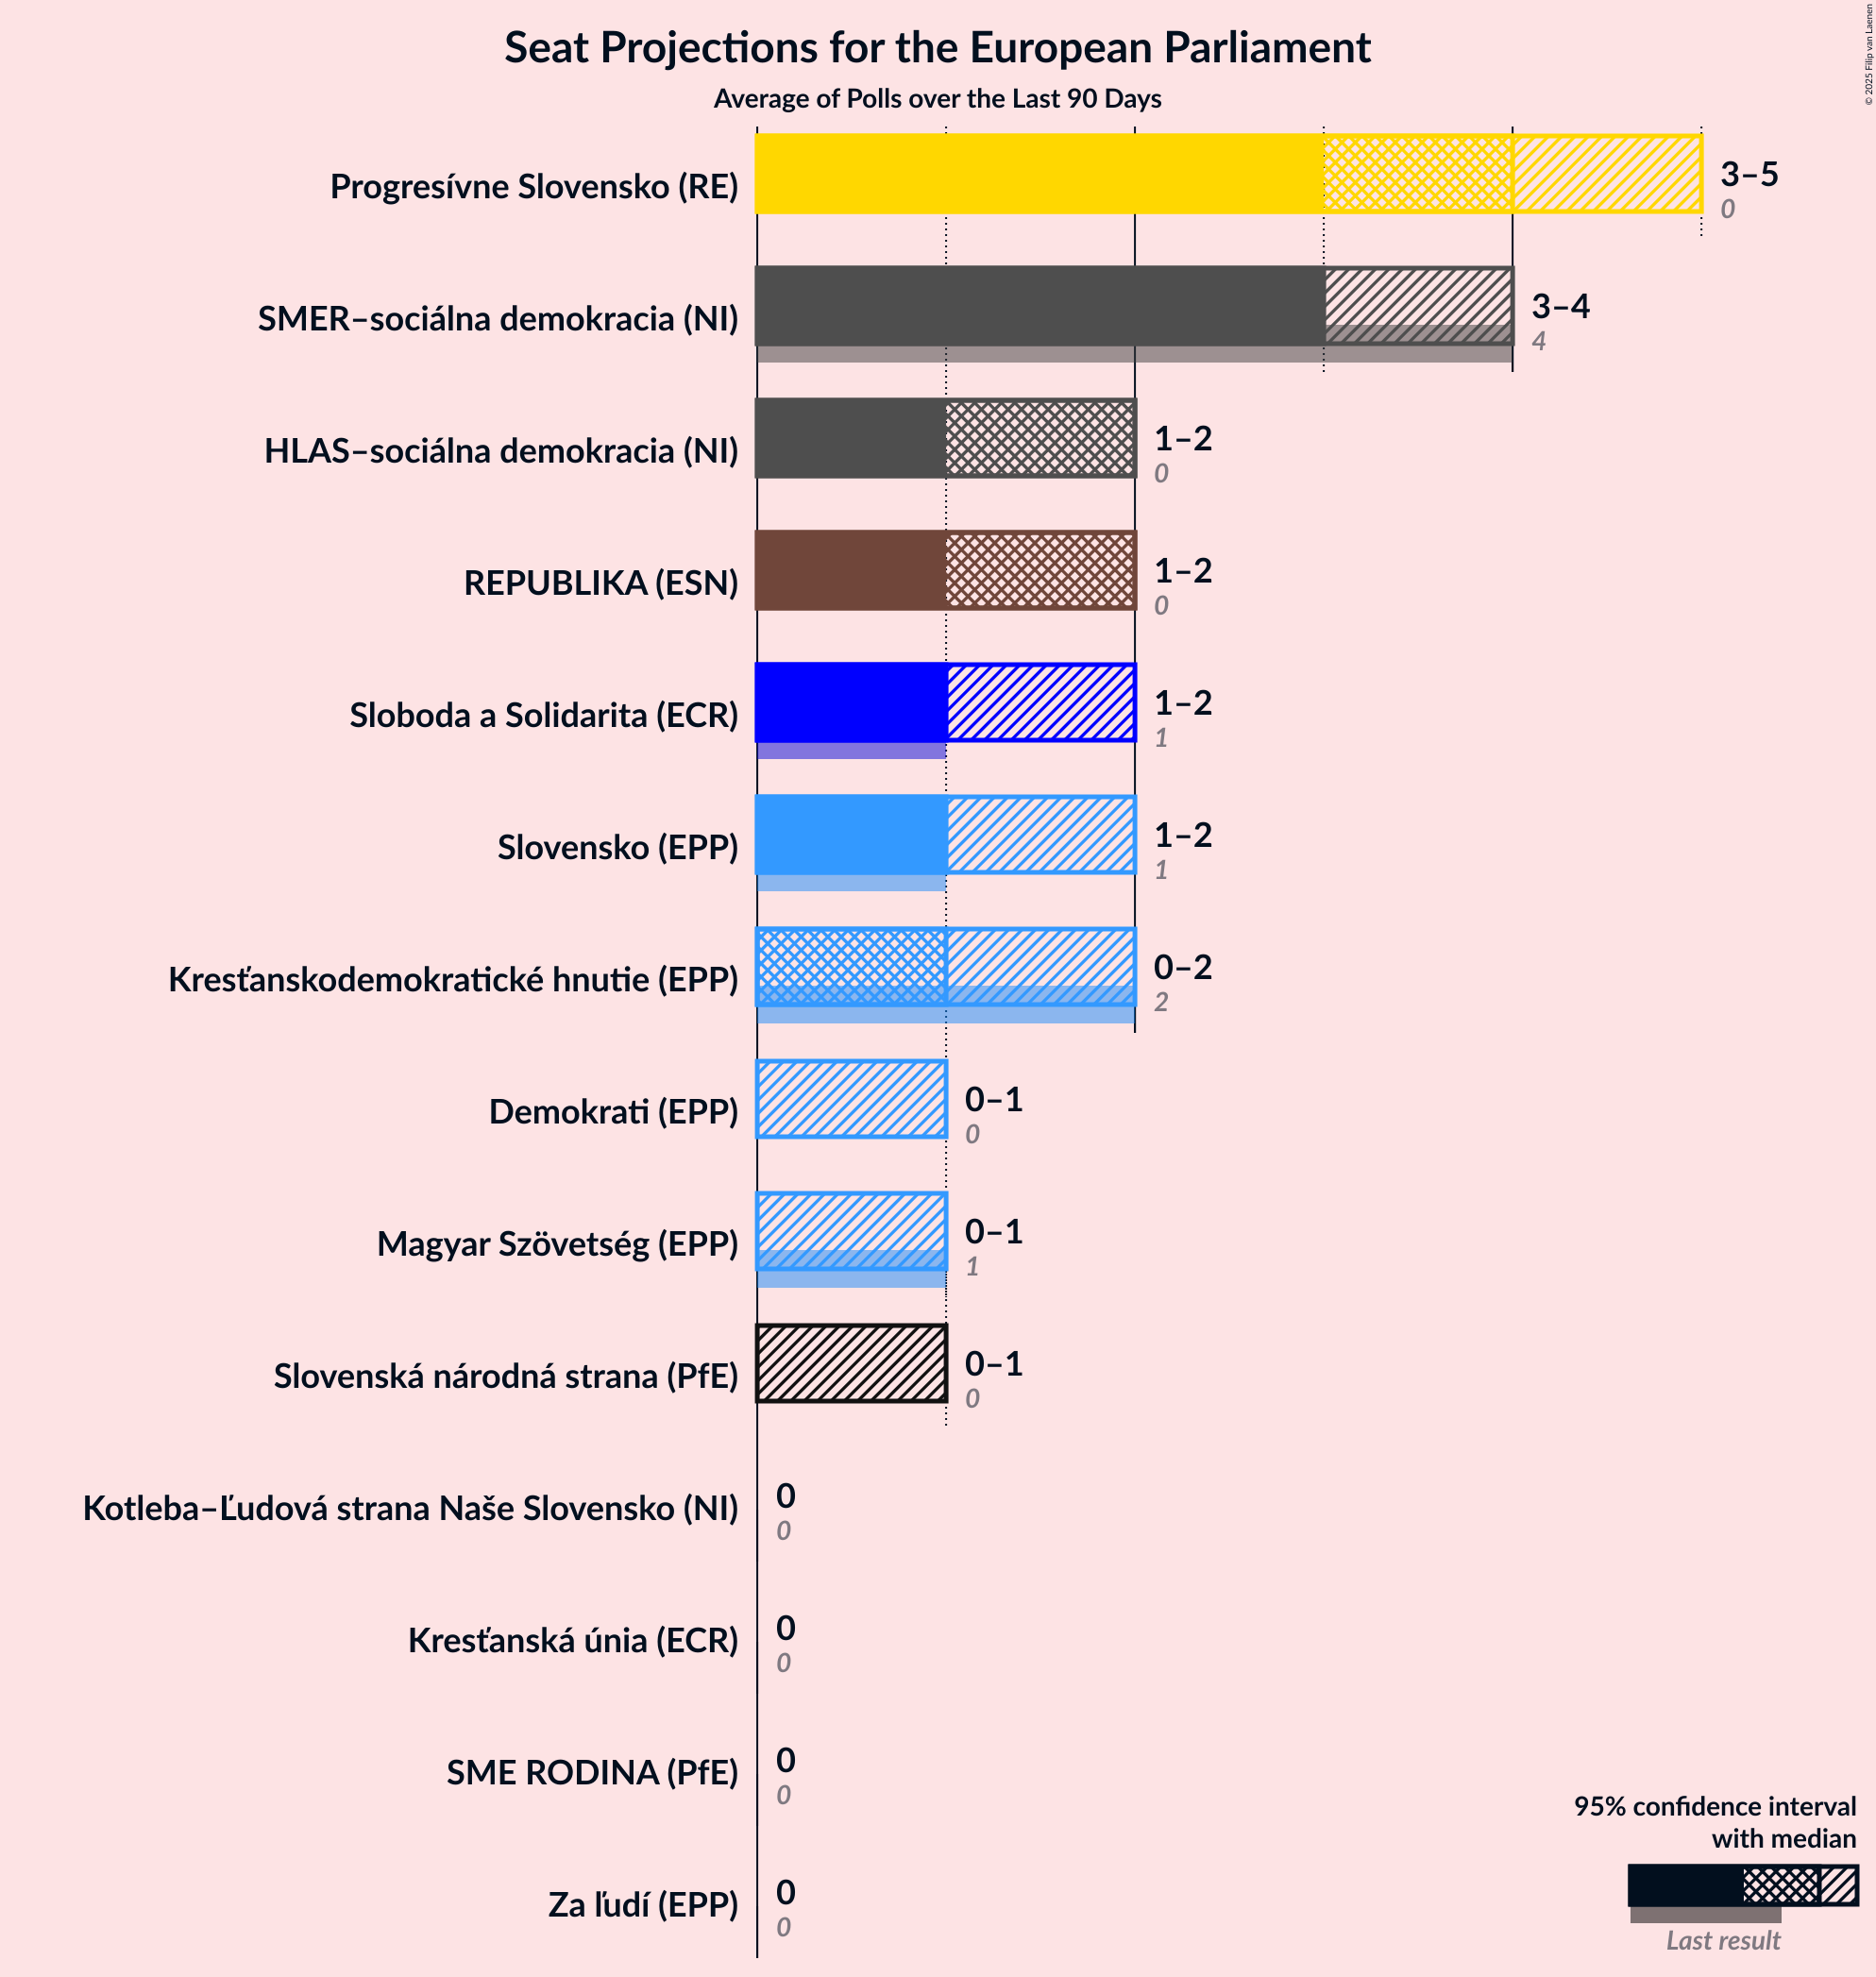 © 2025 Filip van Laenen
Seat Projections for the European Parliament
Average of Polls over the Last 90 Days
Progresívne Slovensko (RE)
3–5
0
SMER–sociálna demokracia (NI)
3–4
4
HLAS–sociálna demokracia (NI)
1–2
0
REPUBLIKA (ESN)
1–2
0
Sloboda a Solidarita (ECR)
1–2
1
Slovensko (EPP)
1–2
1
Kresťanskodemokratické hnutie (EPP)
0–2
2
Demokrati (EPP)
0–1
0
Magyar Szövetség (EPP)
0–1
1
Slovenská národná strana (PfE)
0–1
0
Kotleba–Ľudová strana Naše Slovensko (NI)
0
0
Kresťanská únia (ECR)
0
0
SME RODINA (PfE)
0
0
Za ľudí (EPP)
0
0
95% confidence interval
with median
Last result